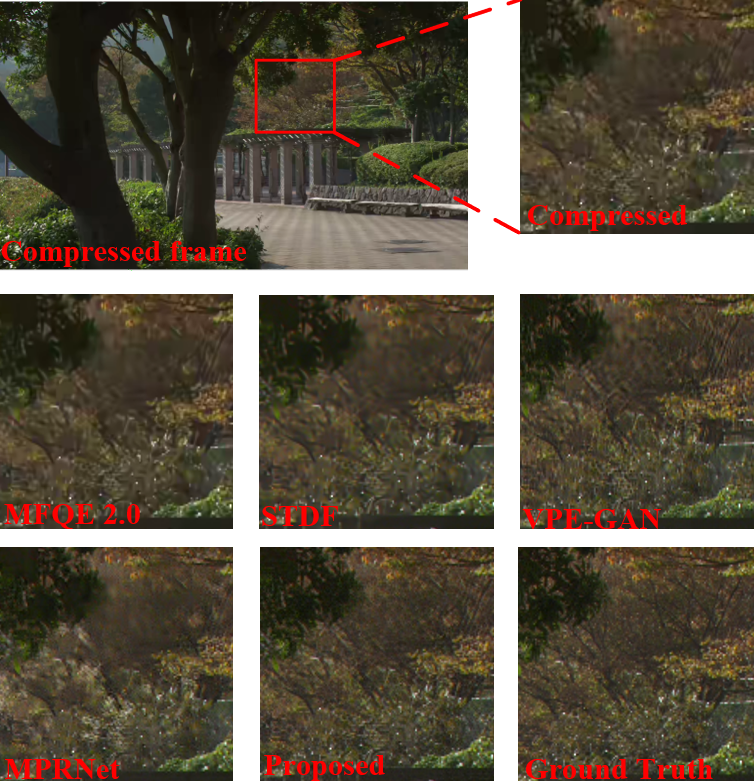 Compressed frame
Compressed
MFQE 2.0
STDF
VPE-GAN
MPRNet
Proposed
Ground Truth